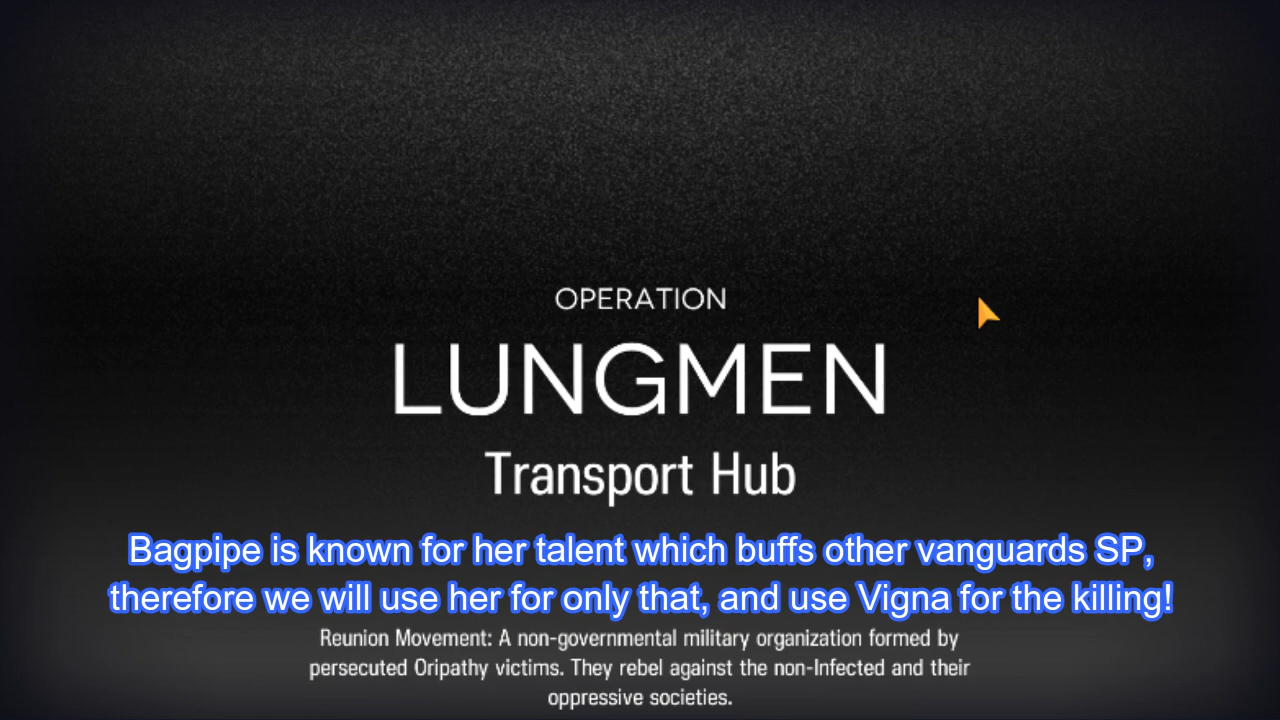 OPERATION
LUNGMEN
Transport Hub
Bagpipe is known for her talent which buffs other vanguards SP,
therefore we will use her for only that, and use Vigna for the killing!
Reunion Movement: A non-governmental military organization formed by
persecuted Oripathy victims. They rebel against the non-Infected and their
oppressive societies.